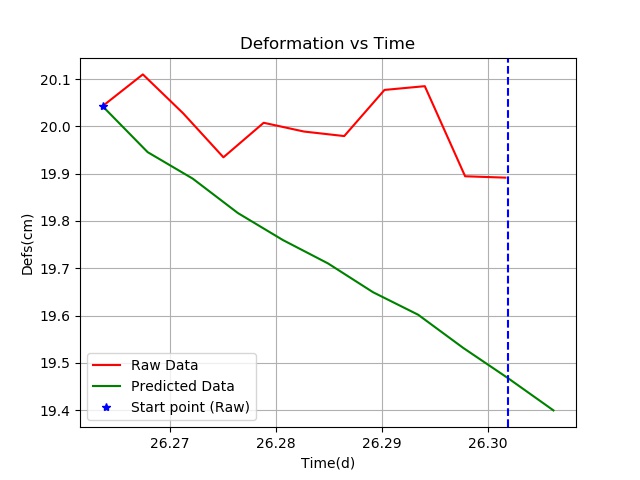 Deformation vs Time
Defs(cm)
20.1
20.0
19.9
19.8
19.7
19.6
19.5
19.4
Raw Data
Predicted Data
Start point (Raw)
26.27 26.28 26.29 26.30
Time(d)